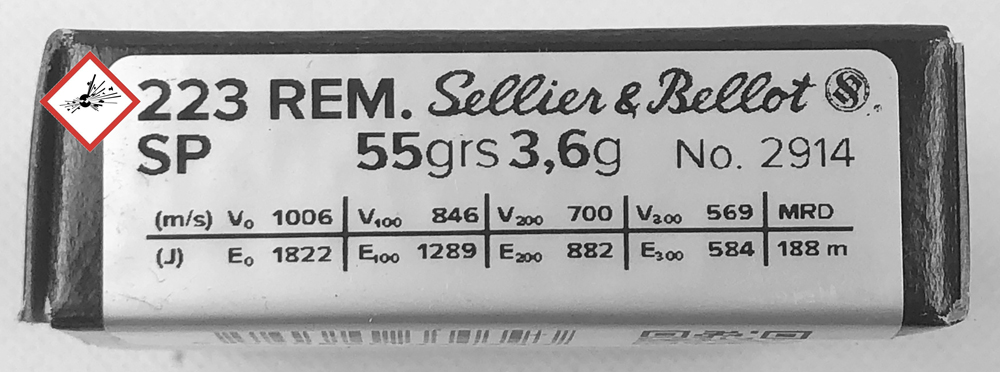 223 REM. Sellier & Bellot
SP 55grs 3,6g No. 2914
(m/s) V₀ 1006 V₁₀₀ 846 V₂₀₀ 700 V₃₀₀ 569 MRD
(J) E₀ 1822 E₁₀₀ 1289 E₂₀₀ 882 E₃₀₀ 584 188 m